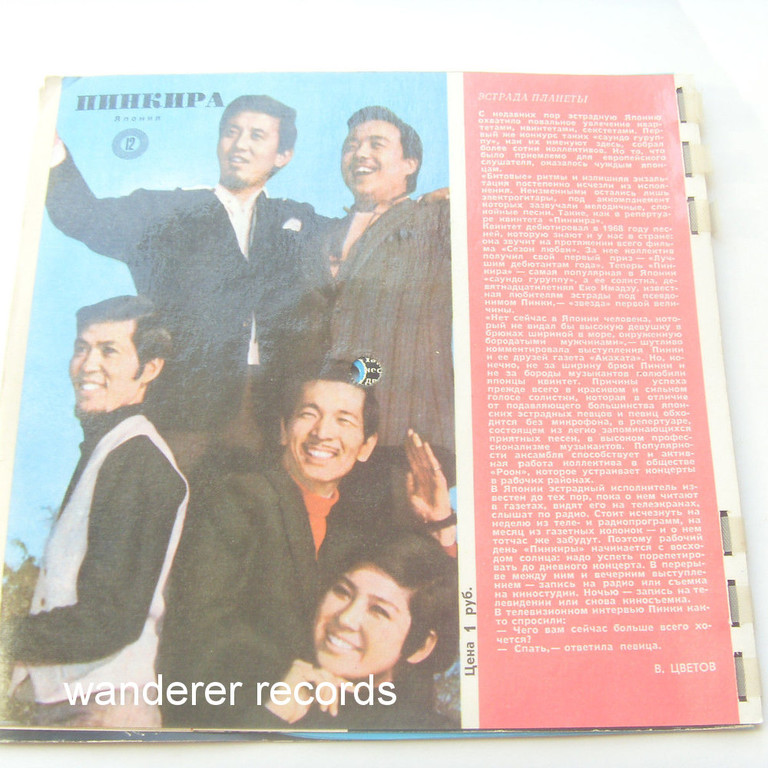 ПИНКИРА
Япония
12
ЭСТРАДА ПЛАНЕТЫ
С недавних пор эстрадную Японию
охватило повальное увлечение квар-
тетами, квинтетами, секстетами. Пер-
вый же конкурс таких «саундо гуруп-
пу», как их именуют здесь, собрал
более сотни коллективов. Но то, что
было приемлемо для европейского
слушателя, оказалось чуждым япон-
цам.
«Битовые» ритмы и излишняя экзаль-
тация постепенно исчезли из испол-
нения. Неизменными остались лишь
электрогитары, под аккомпанемент
которых зазвучали мелодичные, спо-
койные песни. Такие, как в репертуа-
ре квинтета «Пинкира».
Квинтет дебютировал в 1968 году пес-
ней, которую знают и у нас в стране:
она звучит на протяжении всего филь-
ма «Сезон любви». За нее коллектив
получил свой первый приз — «Луч-
шим дебютантам года». Теперь «Пин-
кира» — самая популярная в Японии
«саундо гуруппу», а ее солистка, де-
вятнадцатилетняя Ёко Имадзу, извест-
ная любителям эстрады под псевдо-
нимом Пинки,— «звезда» первой вели-
чины.
«Нет сейчас в Японии человека, кото-
рый не видал бы высокую девушку в
брюках шириной в море, окруженную
бородатыми мужчинами»,— шутливо
комментировала выступления Пинки
и ее друзей газета «Акахата». Но, ко-
нечно, не за ширину брюк Пинки и
не за бороды музыкантов полюбили
японцы квинтет. Причины успеха
прежде всего в красивом и сильном
голосе солистки, которая в отличие
от подавляющего большинства япон-
ских эстрадных певцов и певиц обхо-
дится без микрофона, в репертуаре,
состоящем из легко запоминающихся
приятных песен, в высоком профес-
сионализме музыкантов. Популярно-
сти ансамбля способствует и актив-
ная работа коллектива в обществе
«Роон», которое устраивает концерты
в рабочих районах.
В Японии эстрадный исполнитель из-
вестен до тех пор, пока о нем читают
в газетах, видят его на телеэкранах,
слышат по радио. Стоит исчезнуть на
неделю из теле- и радиопрограмм, на
месяц из газетных колонок — и о нем
тотчас же забудут. Поэтому рабочий
день «Пинкиры» начинается с восхо-
дом солнца: надо успеть порепетиро-
вать до дневного концерта. В переры-
ве между ним и вечерним выступле-
нием — запись на радио или съемка
на киностудии. Ночью — запись на те-
левидении или снова киносъемка.
В телевизионном интервью Пинки как-
то спросили:
— Чего вам сейчас больше всего хо-
чется?
— Спать,— ответила певица.
В. ЦВЕТОВ
Цена 1 руб.
wanderer records